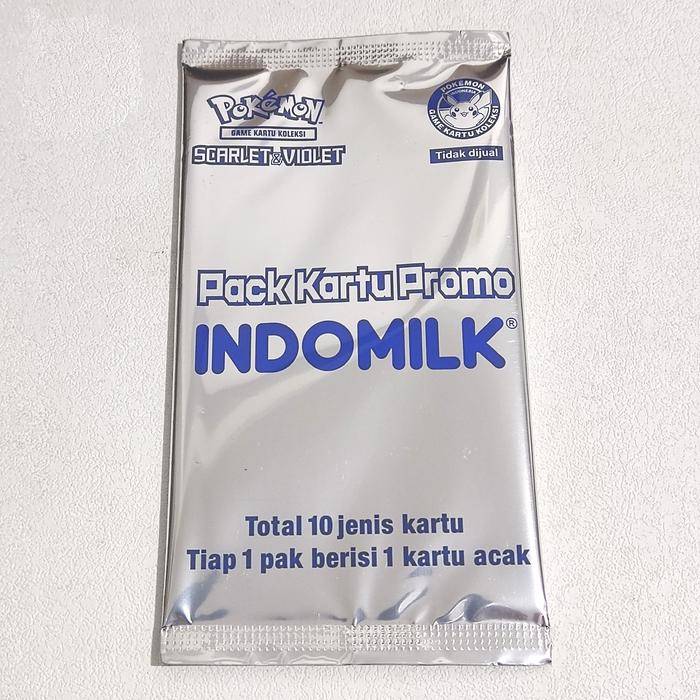 POKéMON
GAME KARTU KOLEKSI
SCARLET & VIOLET
POKÉMON
INDONESIA
GAME KARTU KOLEKSI
Tidak dijual
Pack Kartu Promo
INDOMILK®
Total 10 jenis kartu
Tiap 1 pak berisi 1 kartu acak